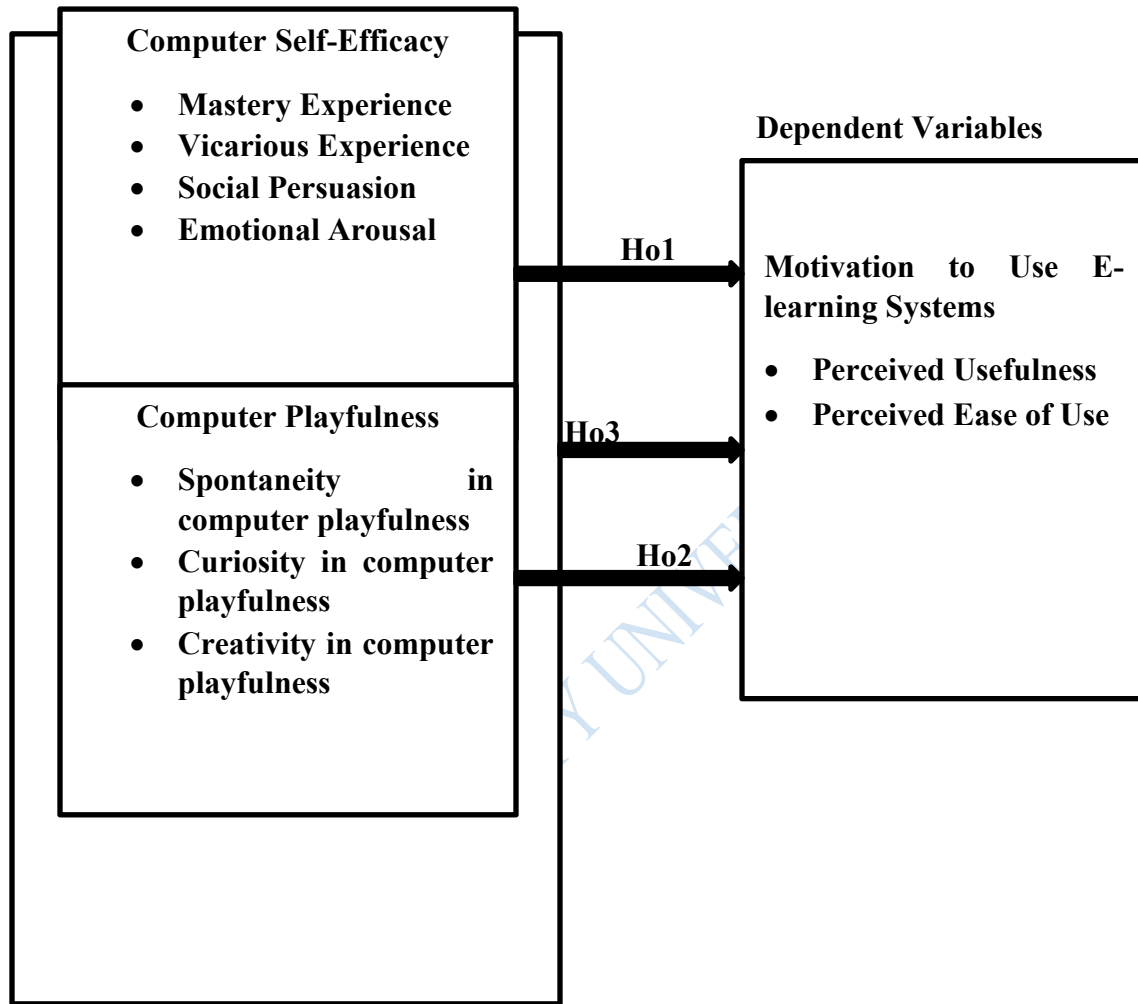 Computer Self-Efficacy
• Mastery Experience
• Vicarious Experience
• Social Persuasion
• Emotional Arousal
Computer Playfulness
• Spontaneity in
computer playfulness
• Curiosity in computer
playfulness
• Creativity in computer
playfulness
Ho1
Ho3
Ho2
Dependent Variables
Motivation to Use E-
learning Systems
• Perceived Usefulness
• Perceived Ease of Use